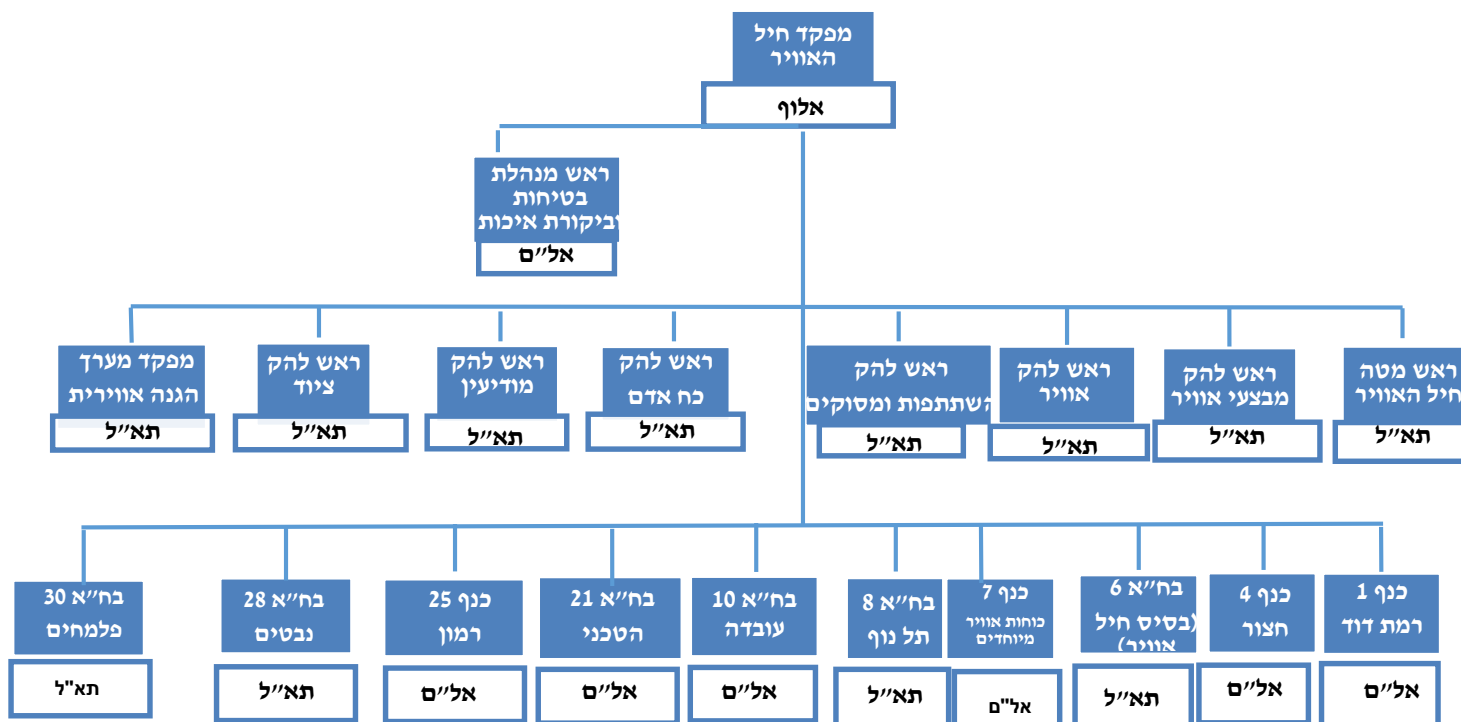 מפקד חיל
האוויר
אלוף
ראש מנהלת
בטיחות
וביקורת איכות
אל״ם
ראש מטה
חיל האוויר
תא״ל
ראש להק
מבצעי אוויר
תא״ל
ראש להק
אוויר
תא״ל
ראש להק
השתתפות ומסוקים
תא״ל
ראש להק
כח אדם
תא״ל
ראש להק
מודיעין
תא״ל
ראש להק
ציוד
תא״ל
מפקד מערך
הגנה אווירית
תא״ל
כנף 1
רמת דוד
אל״ם
כנף 4
חצור
אל״ם
בח״א 6
(בסיס חיל
אוויר)
תא״ל
כנף 7
כוחות אוויר
מיוחדים
אל"ם
בח״א 8
תל נוף
תא״ל
בח״א 10
עובדה
אל״ם
בח״א 21
הטכני
אל״ם
כנף 25
רמון
אל״ם
בח״א 28
נבטים
תא״ל
בח״א 30
פלמחים
תא"ל